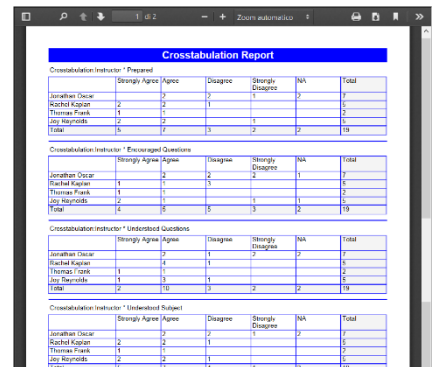 1 di 2
Zoom automatico
Crosstabulation Report
Crosstabulation:Instructor * Prepared
Strongly Agree Agree Disagree Strongly Disagree NA Total
Jonathan Oscar 2 2 1 2 7
Rachel Kaplan 2 2 1 5
Thomas Frank 1 1 2
Joy Reynolds 2 2 1 5
Total 5 7 3 2 2 19
Crosstabulation:Instructor * Encouraged Questions
Strongly Agree Agree Disagree Strongly Disagree NA Total
Jonathan Oscar 2 2 2 1 7
Rachel Kaplan 1 1 3 5
Thomas Frank 1 1 2
Joy Reynolds 2 1 1 1 5
Total 4 5 3 2 19
Crosstabulation:Instructor * Understood Questions
Strongly Agree Agree Disagree Strongly Disagree NA Total
Jonathan Oscar 2 1 2 2 7
Rachel Kaplan 4 1 5
Thomas Frank 1 1 2
Joy Reynolds 1 3 1 5
Total 2 10 3 2 2 19
Crosstabulation:Instructor * Understood Subject
Strongly Agree Agree Disagree Strongly Disagree NA Total
Jonathan Oscar 2 2 1 2 7
Rachel Kaplan 2 2 1 5
Thomas Frank 1 1 2
Joy Reynolds 2 2 1 5